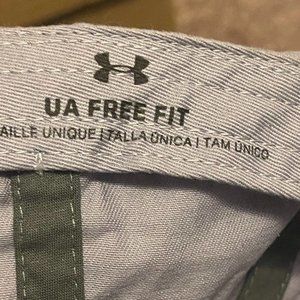 UA FREE FIT
AILLE UNIQUE | TALLA ÚNICA | TAM ÚNICO